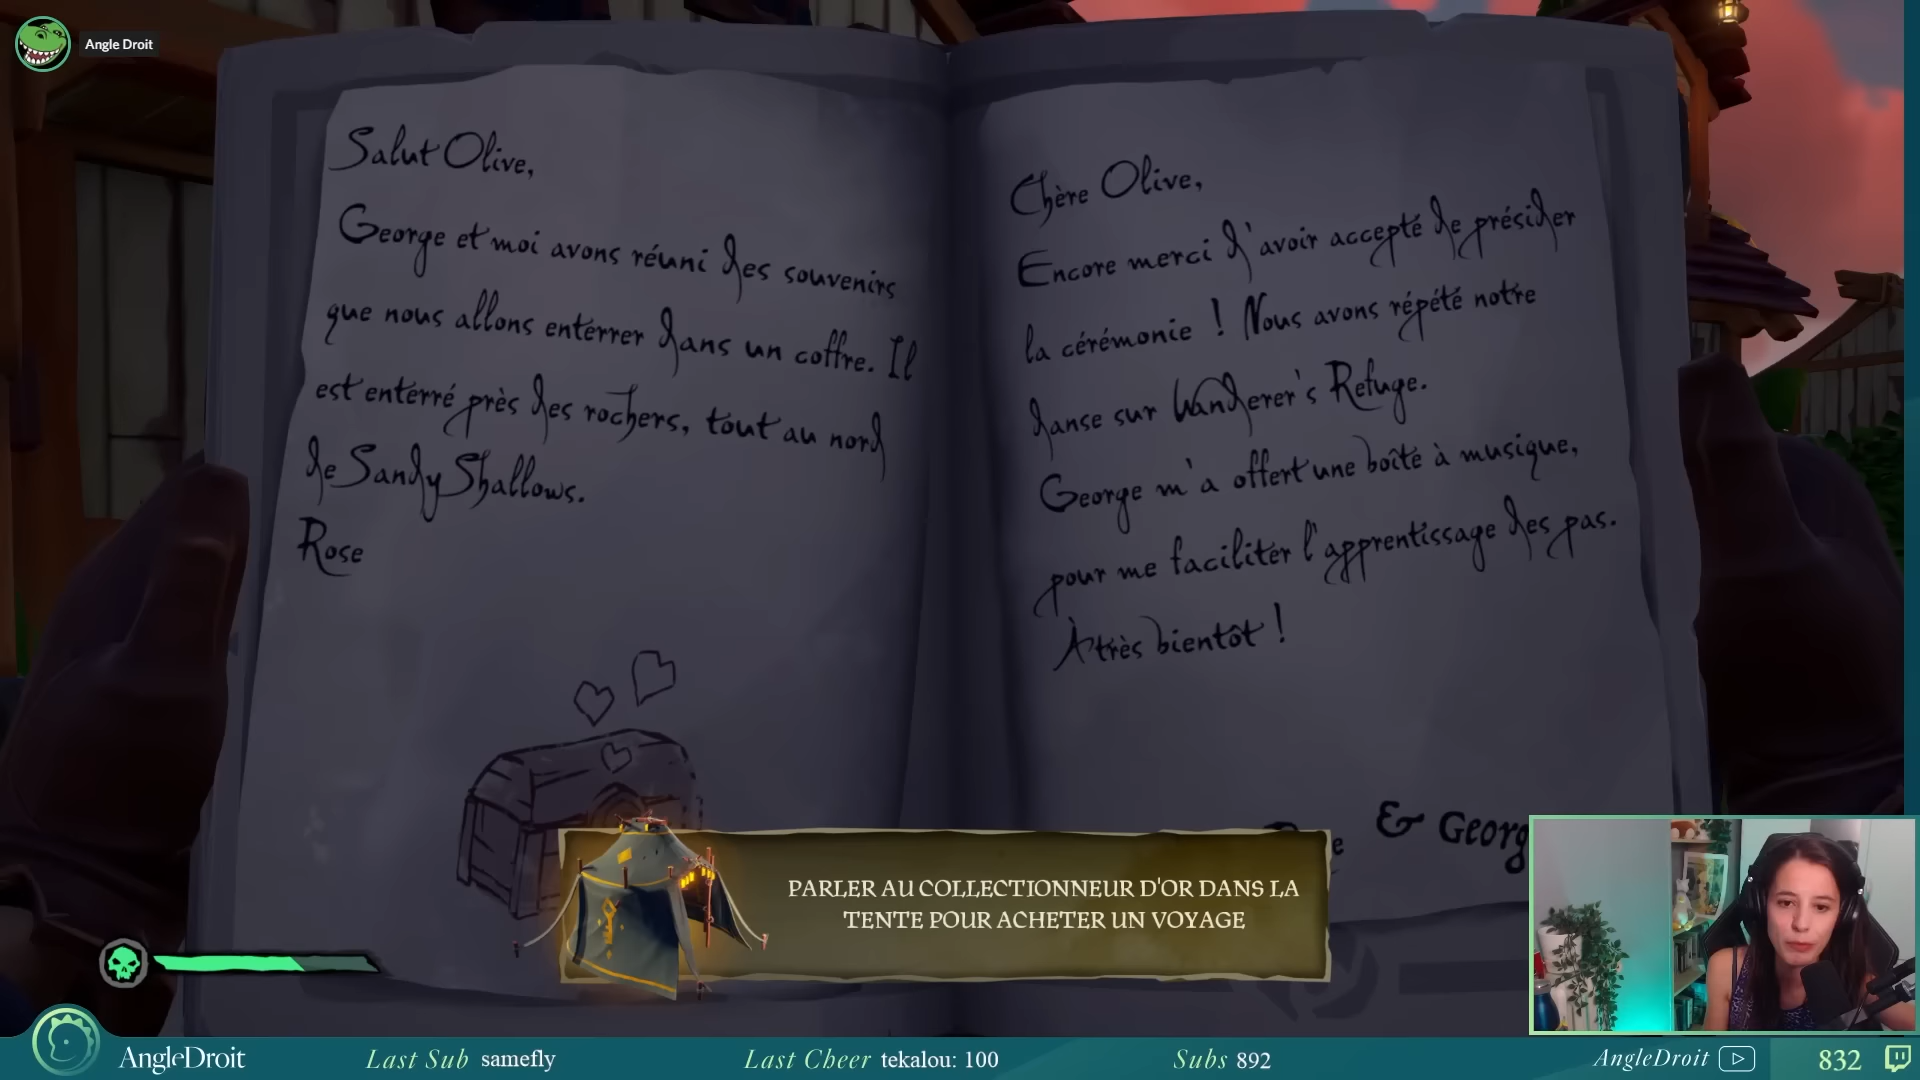 Angle Droit
Salut Olive,
George et moi avons réuni des souvenirs
que nous allons enterrer dans un coffre. Il
est enterré près des rochers, tout au nord
de Sandy Shallows.
Rose
Chère Olive,
Encore merci d'avoir accepté de présider
la cérémonie ! Nous avons répété notre
danse sur Wanderer's Refuge.
George m'a offert une boîte à musique,
pour me faciliter l'apprentissage des pas.
À très bientôt !
&
PARLER AU COLLECTIONNEUR D'OR DANS LA
TENTE POUR ACHETER UN VOYAGE
AngleDroit
Last Sub samefly
Last Cheer tekalou: 100
Subs 892
AngleDroit
832